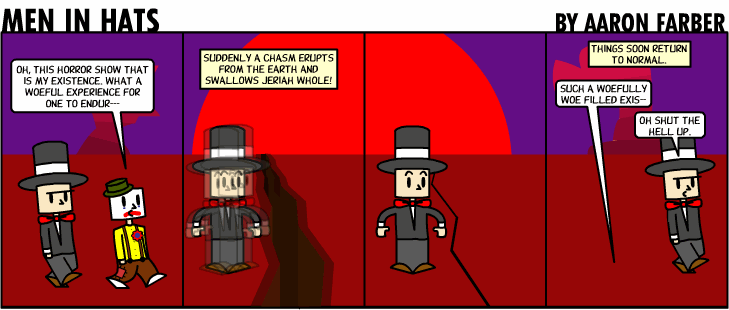 MEN IN HATS
BY AARON FARBER
OH, THIS HORROR SHOW THAT
IS MY EXISTENCE. WHAT A
WOEFUL EXPERIENCE FOR
ONE TO ENDUR---
SUDDENLY A CHASM ERUPTS
FROM THE EARTH AND
SWALLOWS JERIAH WHOLE!
THINGS SOON RETURN
TO NORMAL.
SUCH A WOEFULLY
WOE FILLED EXIS--
OH SHUT THE
HELL UP.